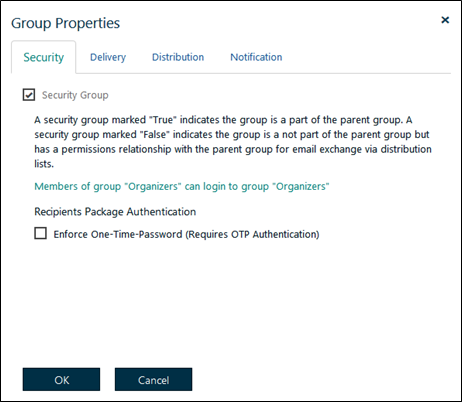 Group Properties
×
Security Delivery Distribution Notification
Security Group
A security group marked "True" indicates the group is a part of the parent group. A
security group marked "False" indicates the group is a not part of the parent group but
has a permissions relationship with the parent group for email exchange via distribution
lists.
Members of group "Organizers" can login to group "Organizers"
Recipients Package Authentication
Enforce One-Time-Password (Requires OTP Authentication)
OK Cancel